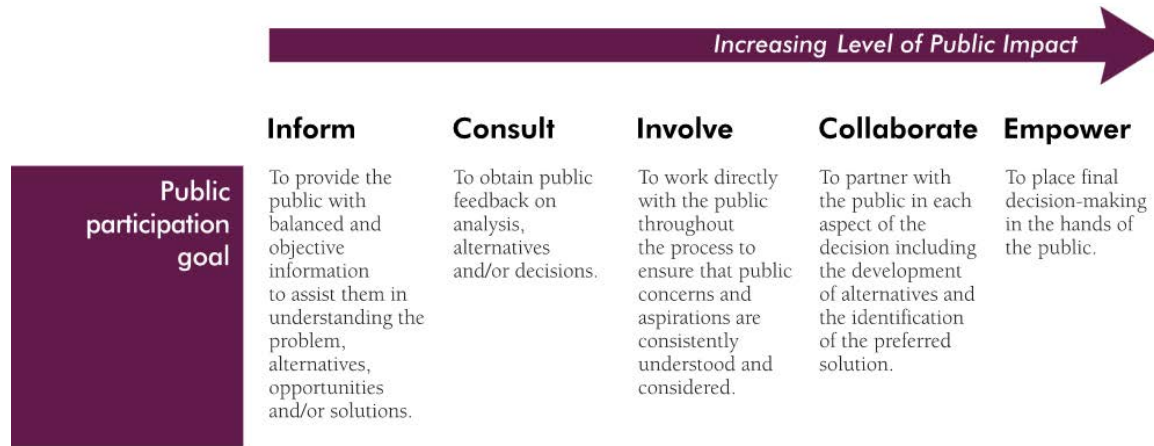 Increasing Level of Public Impact
Inform
Consult
Involve
Collaborate
Empower
Public
participation
goal
To provide the
public with
balanced and
objective
information
to assist them in
understanding the
problem,
alternatives,
opportunities
and/or solutions.
To obtain public
feedback on
analysis,
alternatives
and/or decisions.
To work directly
with the public
throughout
the process to
ensure that public
concerns and
aspirations are
consistently
understood and
considered.
To partner with
the public in each
aspect of the
decision including
the development
of alternatives and
the identification
of the preferred
solution.
To place final
decision-making
in the hands of
the public.